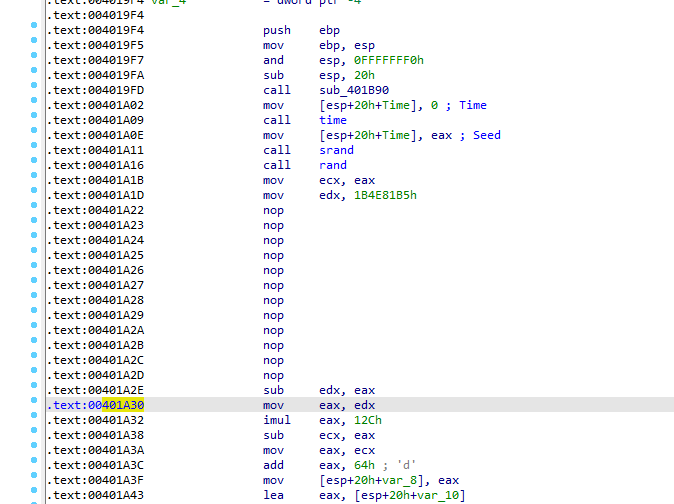 .text:004019F4 var_4 = dword ptr -4
.text:004019F4
.text:004019F4 push ebp
.text:004019F5 mov ebp, esp
.text:004019F7 and esp, 0FFFFFFF0h
.text:004019FA sub esp, 20h
.text:004019FD call sub_401B90
.text:00401A02 mov [esp+20h+Time], 0 ; Time
.text:00401A09 call time
.text:00401A0E mov [esp+20h+Time], eax ; Seed
.text:00401A11 call srand
.text:00401A16 call rand
.text:00401A1B mov ecx, eax
.text:00401A1D mov edx, 1B4E81B5h
.text:00401A22 nop
.text:00401A23 nop
.text:00401A24 nop
.text:00401A25 nop
.text:00401A26 nop
.text:00401A27 nop
.text:00401A28 nop
.text:00401A29 nop
.text:00401A2A nop
.text:00401A2B nop
.text:00401A2C nop
.text:00401A2D nop
.text:00401A2E sub edx, eax
.text:00401A30 mov eax, edx
.text:00401A32 imul eax, 12Ch
.text:00401A38 sub ecx, eax
.text:00401A3A mov eax, ecx
.text:00401A3C add eax, 64h ; 'd'
.text:00401A3F mov [esp+20h+var_8], eax
.text:00401A43 lea eax, [esp+20h+var_10]